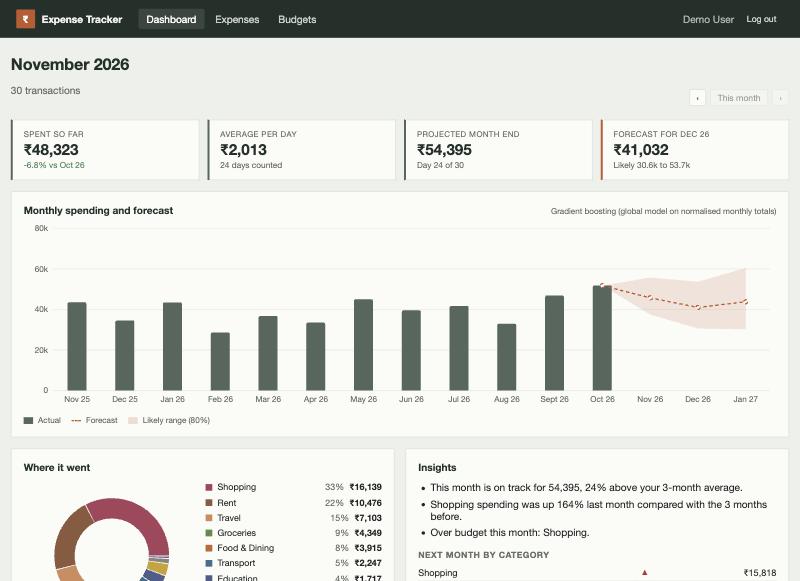 ₹ Expense Tracker Dashboard Expenses Budgets Demo User Log out
November 2026
30 transactions
‹ This month ›
SPENT SO FAR
₹48,323
-6.8% vs Oct 26
AVERAGE PER DAY
₹2,013
24 days counted
PROJECTED MONTH END
₹54,395
Day 24 of 30
FORECAST FOR DEC 26
₹41,032
Likely 30.6k to 53.7k
Monthly spending and forecast
Gradient boosting (global model on normalised monthly totals)
80k
60k
40k
20k
0
Nov 25 Dec 25 Jan 26 Feb 26 Mar 26 Apr 26 May 26 Jun 26 Jul 26 Aug 26 Sept 26 Oct 26 Nov 26 Dec 26 Jan 27
Actual Forecast Likely range (80%)
Where it went
Shopping 33% ₹16,139
Rent 22% ₹10,476
Travel 15% ₹7,103
Groceries 9% ₹4,349
Food & Dining 8% ₹3,915
Transport 5% ₹2,247
Education 4% ₹1,717
Insights
• This month is on track for 54,395, 24% above your 3-month average.
• Shopping spending was up 164% last month compared with the 3 months
before.
• Over budget this month: Shopping.
NEXT MONTH BY CATEGORY
Shopping ▲ ₹15,818